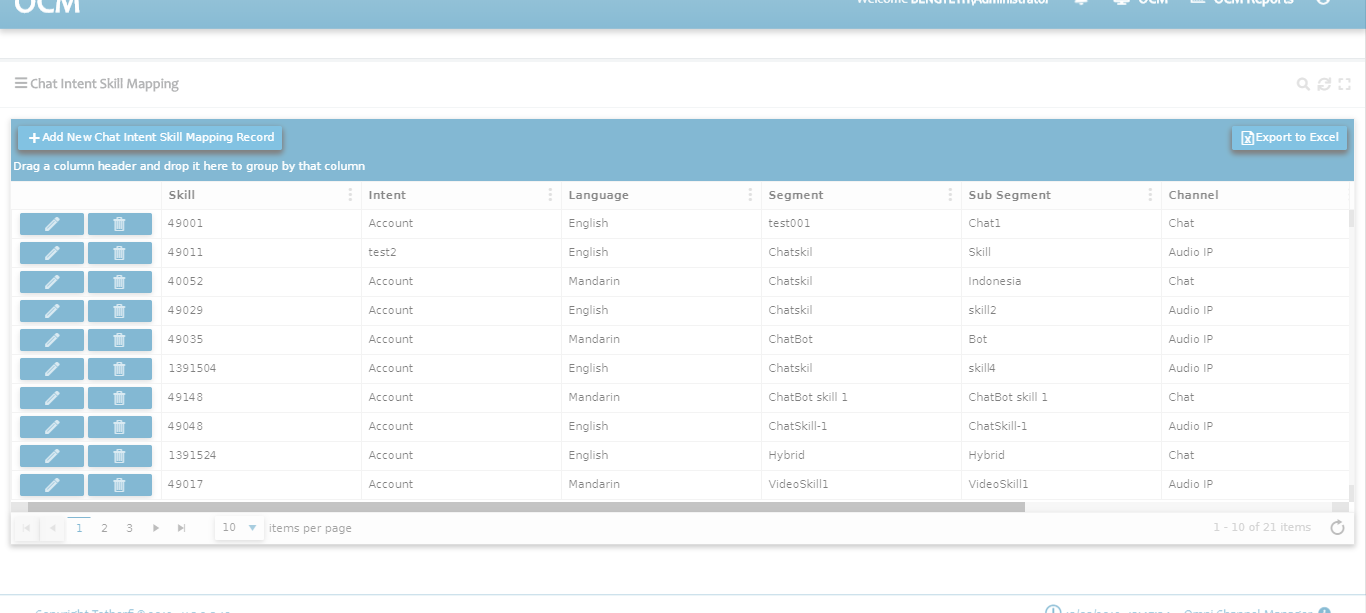 OCM
Welcome
OCM OCM Reports
Chat Intent Skill Mapping
Add New Chat Intent Skill Mapping Record Export to Excel
Drag a column header and drop it here to group by that column
Skill Intent Language Segment Sub Segment Channel
49001 Account English test001 Chat1 Chat
49011 test2 English Chatskil Skill Audio IP
40052 Account Mandarin Chatskil Indonesia Chat
49029 Account English Chatskil skill2 Audio IP
49035 Account Mandarin ChatBot Bot Audio IP
1391504 Account English Chatskil skill4 Audio IP
49148 Account Mandarin ChatBot skill 1 ChatBot skill 1 Chat
49048 Account English ChatSkill-1 ChatSkill-1 Audio IP
1391524 Account English Hybrid Hybrid Chat
49017 Account Mandarin VideoSkill1 VideoSkill1 Audio IP
1 2 3 10 items per page 1 - 10 of 21 items
Copyright Omni Channel Manager